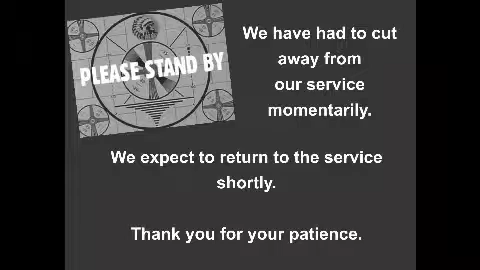 PLEASE STAND BY
We have had to cut
away from
our service
momentarily.
We expect to return to the service
shortly.
Thank you for your patience.